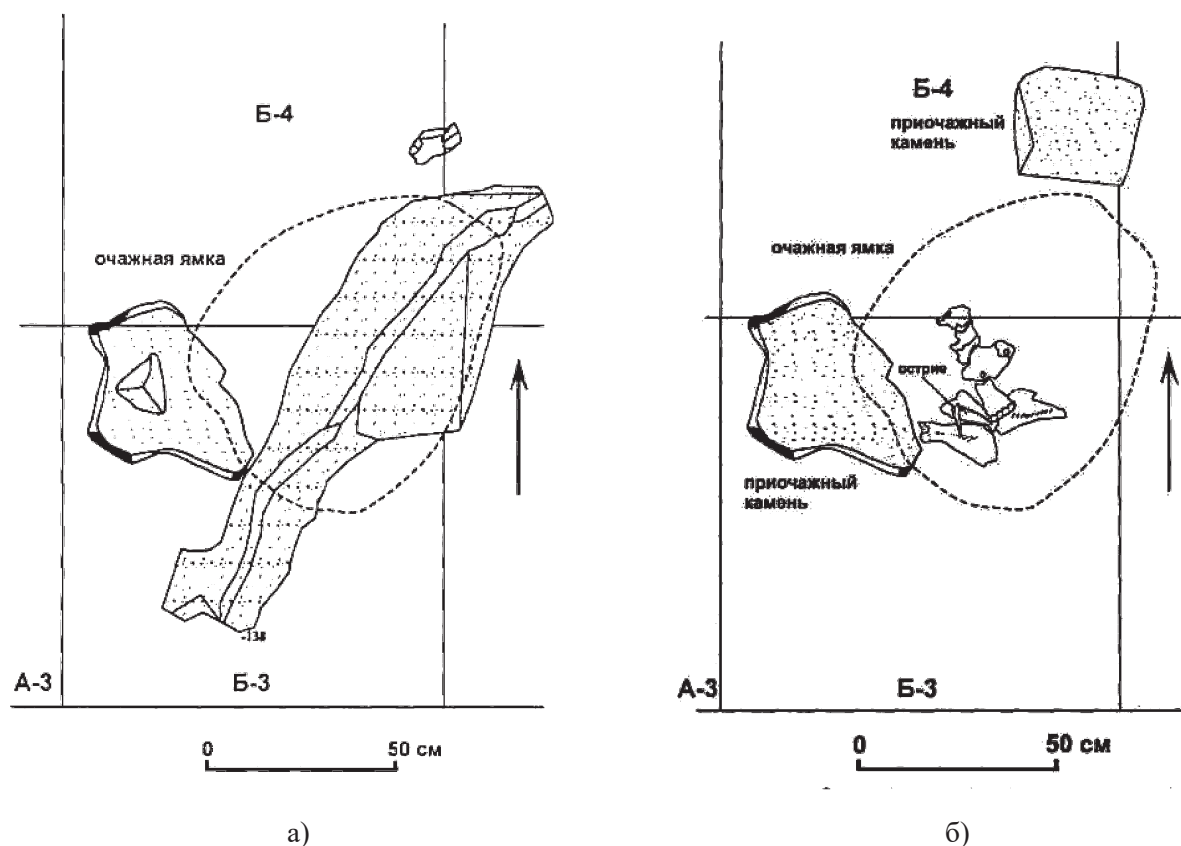 Б-4
очажная ямка
-138
А-3
Б-3
0
50 см
а)
Б-4
приочажный
камень
очажная ямка
острие
приочажный
камень
А-3
Б-3
0
50 см
б)